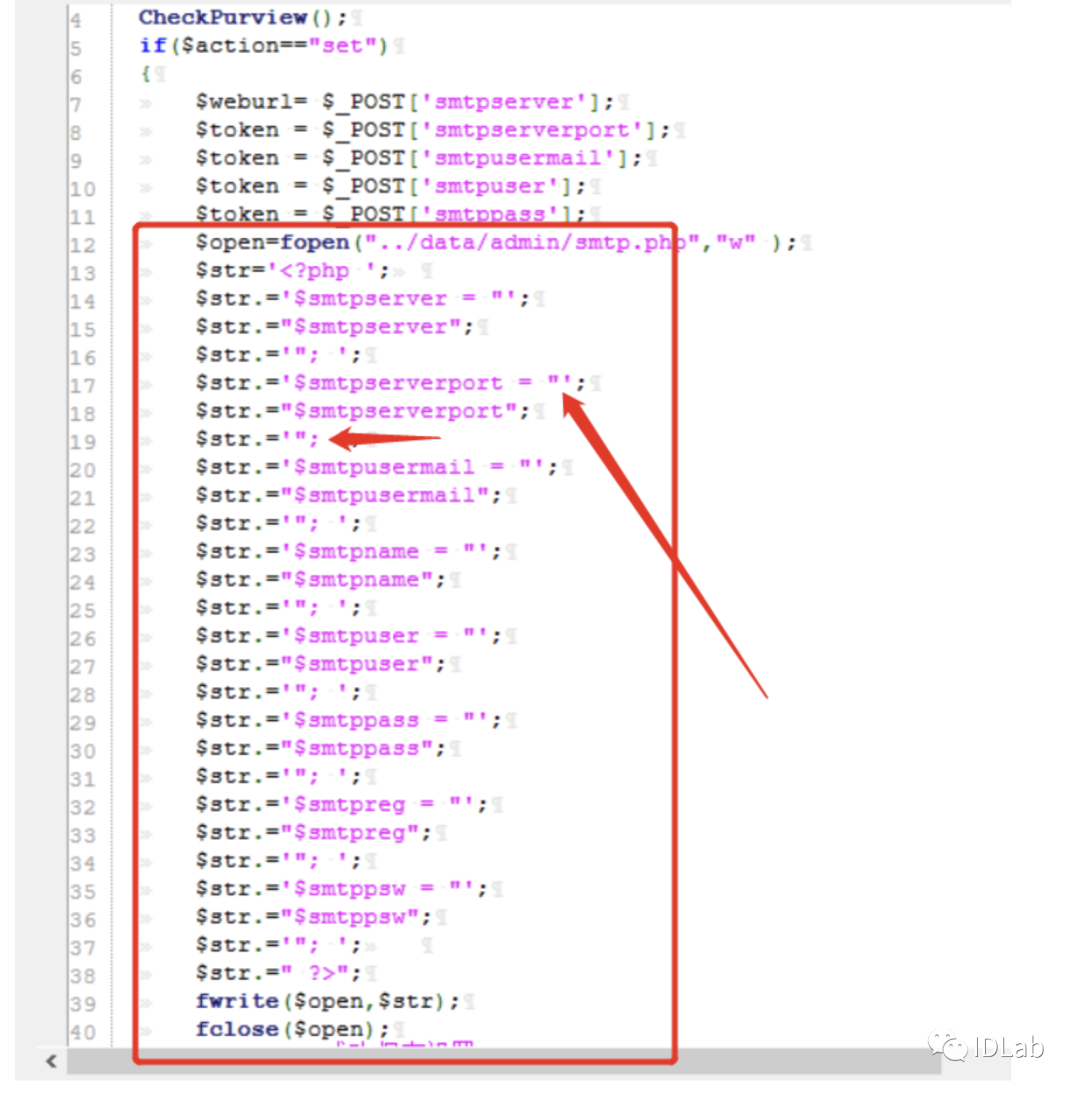 4 CheckPurview();
5 if($action=="set")
6 {
7 $weburl= $_POST['smtpserver'];
8 $token = $_POST['smtpserverport'];
9 $token = $_POST['smtpusermail'];
10 $token = $_POST['smtpuser'];
11 $token = $_POST['smtppass'];
12 $open=fopen("../data/admin/smtp.php","w" );
13 $str='<?php ';
14 $str.='$smtpserver = "';
15 $str.="$smtpserver";
16 $str.='"; ';
17 $str.='$smtpserverport = "';
18 $str.="$smtpserverport";
19 $str.='"; ;
20 $str.='$smtpusermail = "';
21 $str.="$smtpusermail";
22 $str.='"; ';
23 $str.='$smtpname = "';
24 $str.="$smtpname";
25 $str.='"; ';
26 $str.='$smtpuser = "';
27 $str.="$smtpuser";
28 $str.='"; ';
29 $str.='$smtppass = "';
30 $str.="$smtppass";
31 $str.='"; ';
32 $str.='$smtpreg = "';
33 $str.="$smtpreg";
34 $str.='"; ';
35 $str.='$smtppsw = "';
36 $str.="$smtppsw";
37 $str.='"; ';
38 $str.=" ?>";
39 fwrite($open,$str);
40 fclose($open);
IDLab